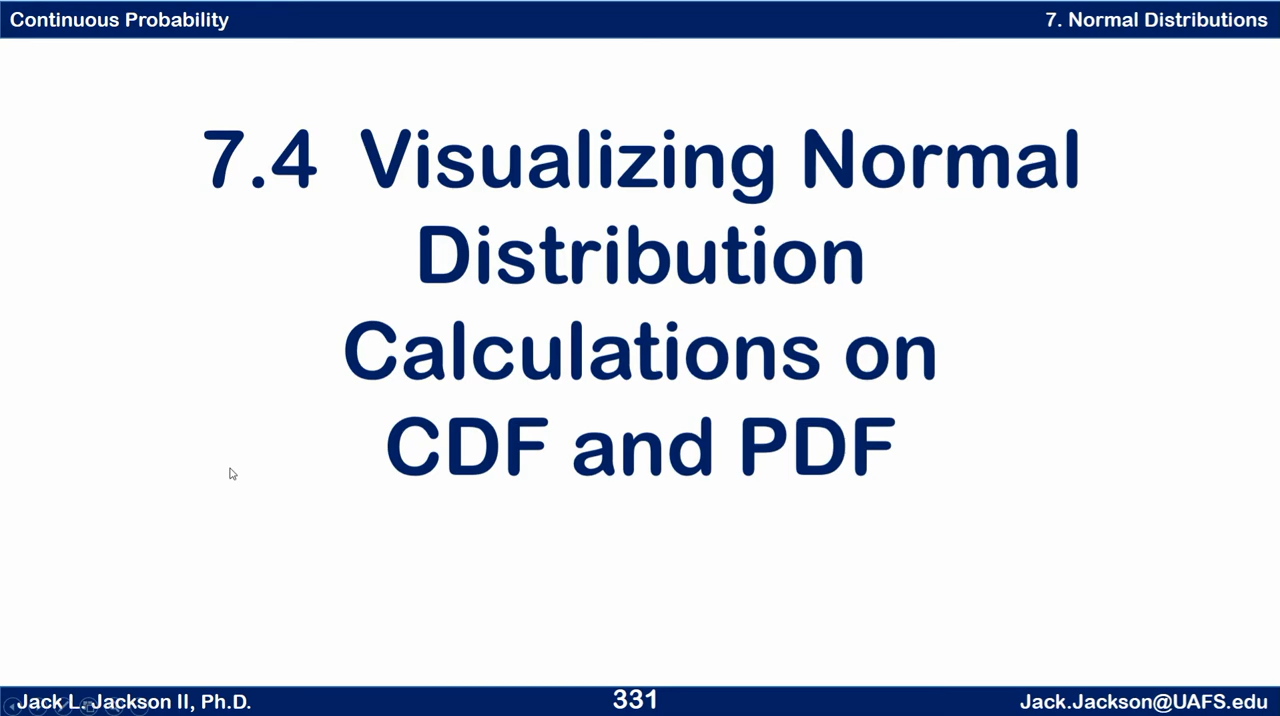 Continuous Probability
7. Normal Distributions
7.4 Visualizing Normal
Distribution
Calculations on
CDF and PDF
Jack L. Jackson II, Ph.D.
331
Jack.Jackson@UAFS.edu